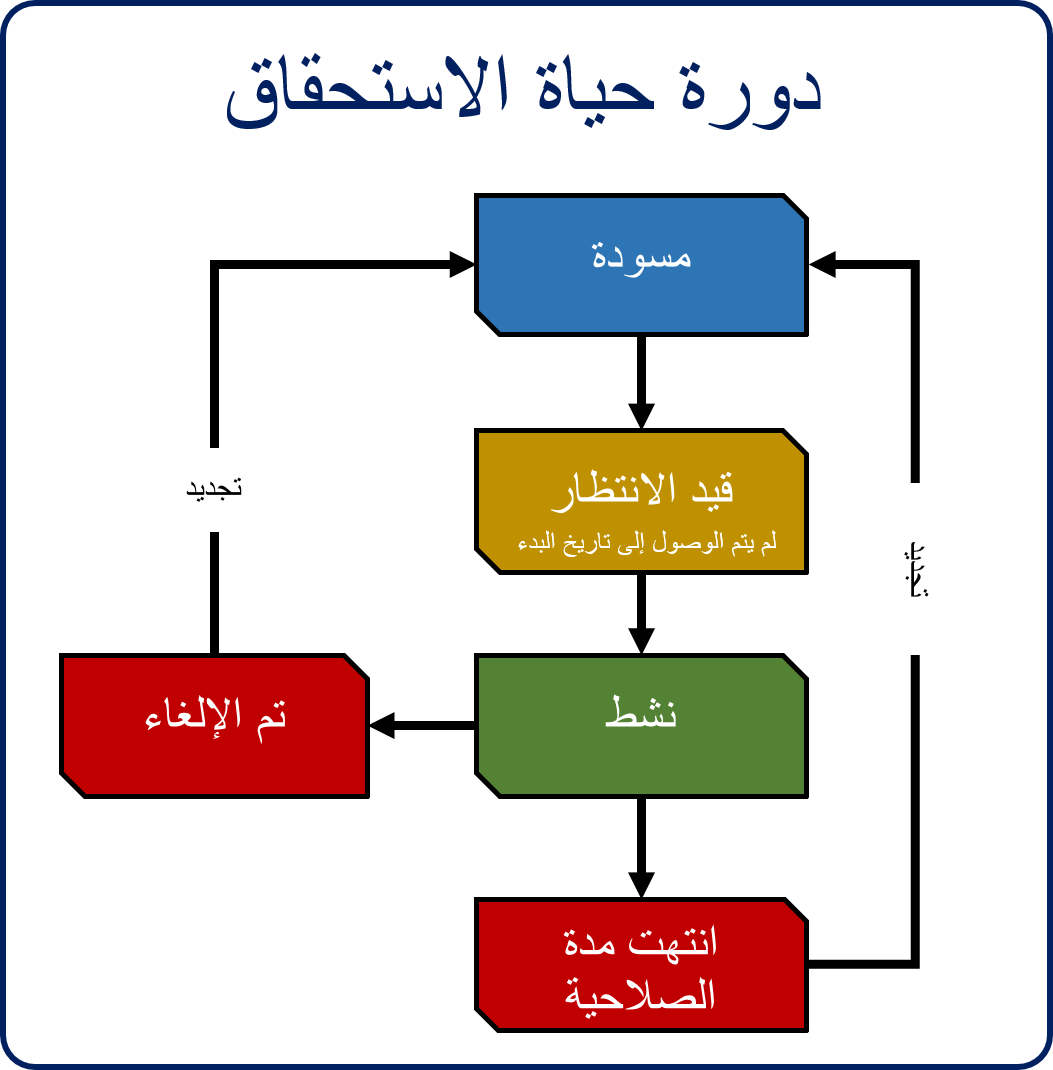 دورة حياة الاستحقاق
مسودة
قيد الانتظار
لم يتم الوصول إلى تاريخ البدء
تجديد
تجديد
نشط
تم الإلغاء
انتهت مدة
الصلاحية